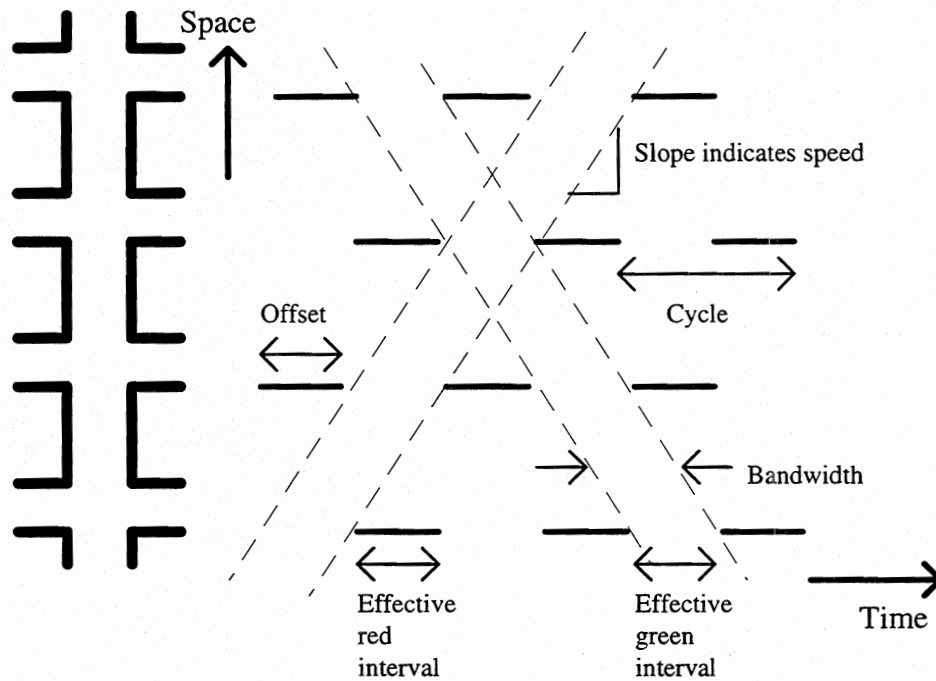 Space
Slope indicates speed
Offset
Cycle
Bandwidth
Effective
red
interval
Effective
green
interval
Time